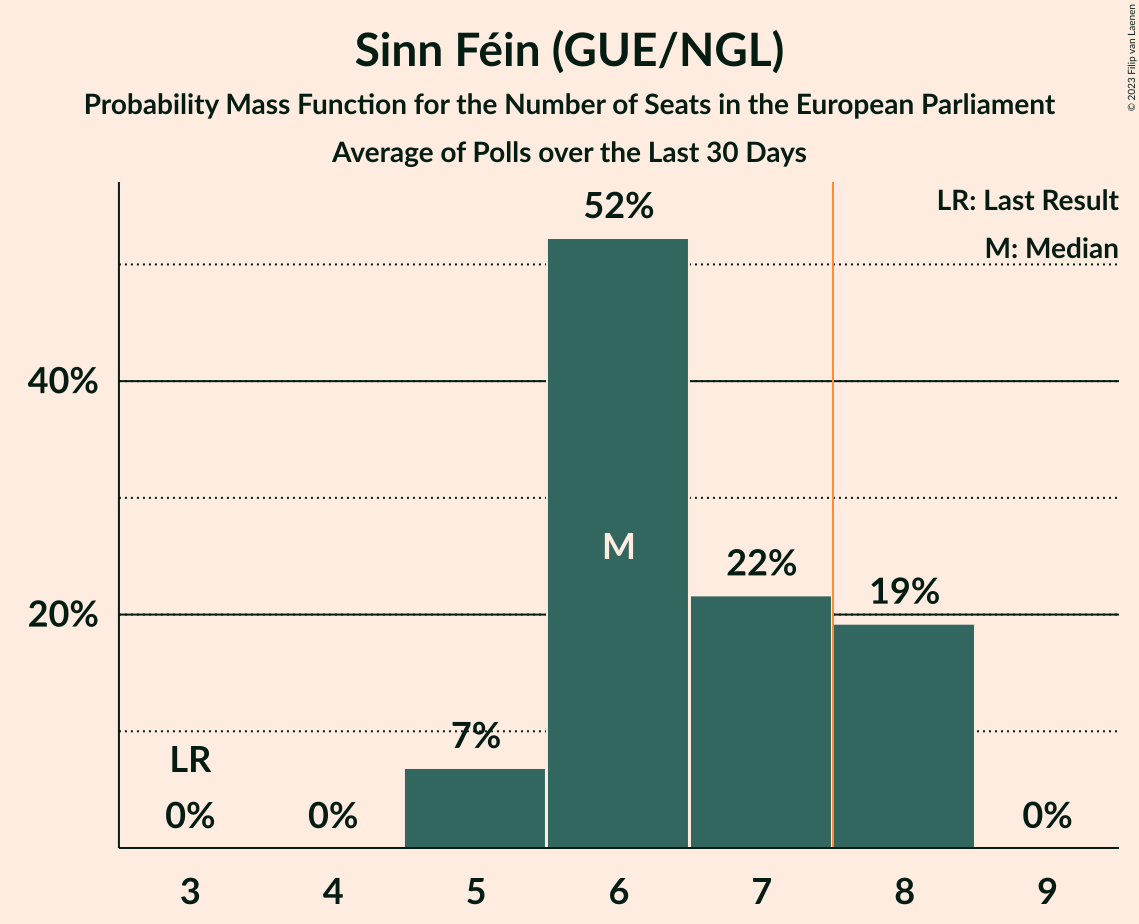 Sinn Féin (GUE/NGL)
Probability Mass Function for the Number of Seats in the European Parliament
Average of Polls over the Last 30 Days
© 2023 Filip van Laenen
LR: Last Result
M: Median
52%
40%
M
22%
19%
20%
7%
LR
0%
0%
0%
3 4 5 6 7 8 9